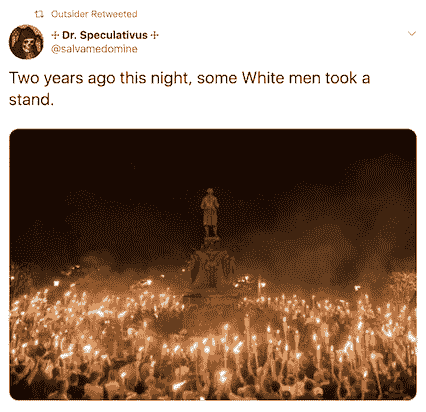 Outsider Retweeted
✢ Dr. Speculativus ✢
@salvamedomine
Two years ago this night, some White men took a
stand.